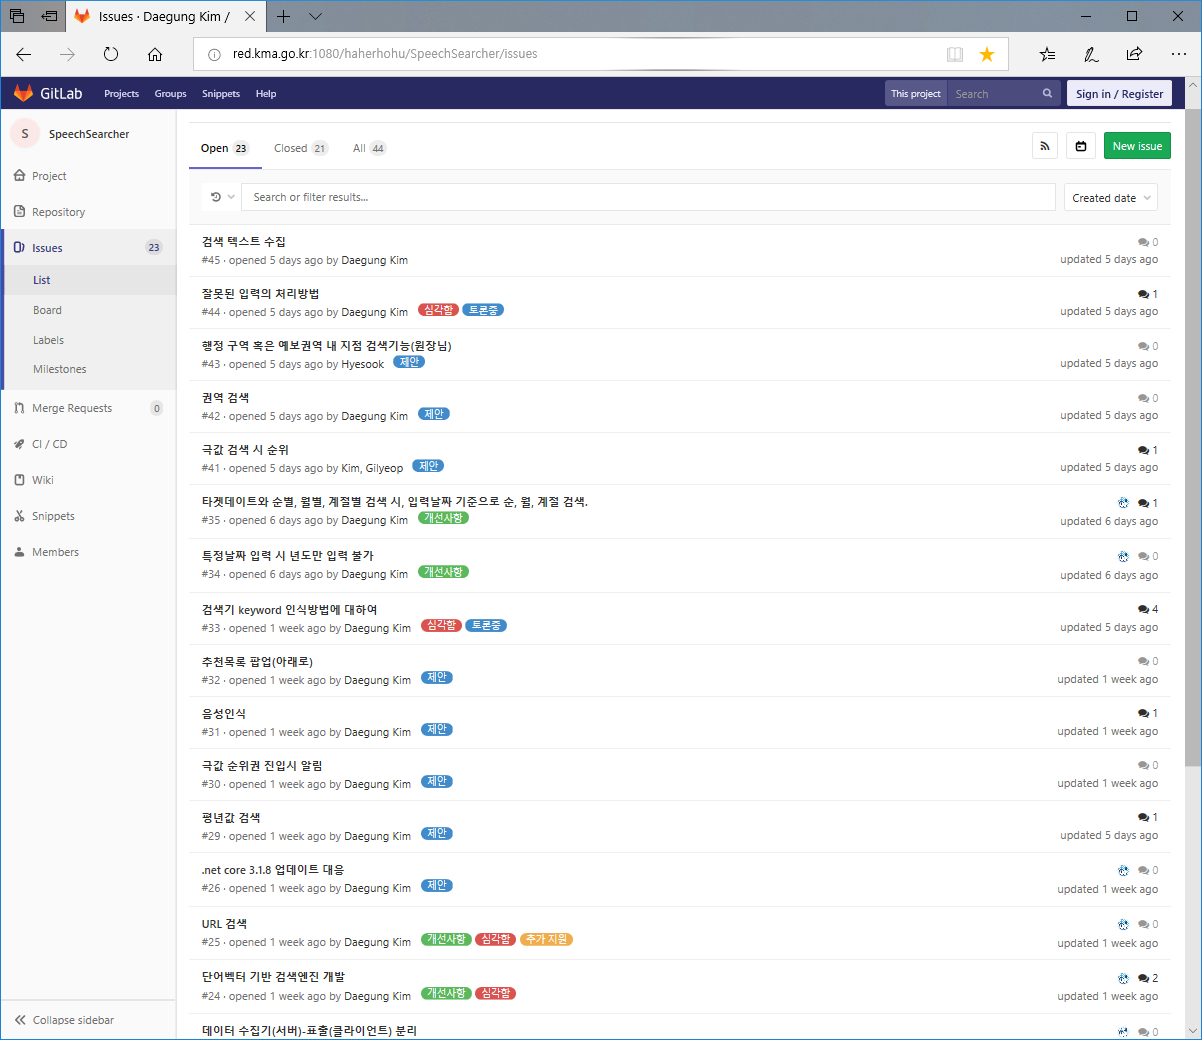 Issues · Daegung Kim /
red.kma.go.kr:1080/haherhohu/SpeechSearcher/issues
GitLab Projects Groups Snippets Help This project Search Sign in / Register
S SpeechSearcher
Project
Repository
Issues 23
List
Board
Labels
Milestones
Merge Requests 0
CI / CD
Wiki
Snippets
Members
Collapse sidebar
Open 23 Closed 21 All 44 New issue
Search or filter results... Created date
검색 텍스트 수집 0
#45 · opened 5 days ago by Daegung Kim updated 5 days ago
잘못된 입력의 처리방법 1
#44 · opened 5 days ago by Daegung Kim 심각함 토론중 updated 5 days ago
행정 구역 혹은 예보권역 내 지점 검색기능(원장님) 0
#43 · opened 5 days ago by Hyesook 제안 updated 5 days ago
권역 검색 0
#42 · opened 5 days ago by Daegung Kim 제안 updated 5 days ago
극값 검색 시 순위 1
#41 · opened 5 days ago by Kim, Gilyeop 제안 updated 5 days ago
타겟데이트와 순별, 월별, 계절별 검색 시, 입력날짜 기준으로 순, 월, 계절 검색. 1
#35 · opened 6 days ago by Daegung Kim 개선사항 updated 6 days ago
특정날짜 입력 시 년도만 입력 불가 0
#34 · opened 6 days ago by Daegung Kim 개선사항 updated 6 days ago
검색기 keyword 인식방법에 대하여 4
#33 · opened 1 week ago by Daegung Kim 심각함 토론중 updated 5 days ago
추천목록 팝업(아래로) 0
#32 · opened 1 week ago by Daegung Kim 제안 updated 1 week ago
음성인식 1
#31 · opened 1 week ago by Daegung Kim 제안 updated 1 week ago
극값 순위권 진입시 알림 0
#30 · opened 1 week ago by Daegung Kim 제안 updated 1 week ago
평년값 검색 1
#29 · opened 1 week ago by Daegung Kim 제안 updated 5 days ago
.net core 3.1.8 업데이트 대응 0
#26 · opened 1 week ago by Daegung Kim 제안 updated 1 week ago
URL 검색 0
#25 · opened 1 week ago by Daegung Kim 개선사항 심각함 추가 지원 updated 1 week ago
단어벡터 기반 검색엔진 개발 2
#24 · opened 1 week ago by Daegung Kim 개선사항 심각함 updated 1 week ago
데이터 수집기(서버)-표출(클라이언트) 분리 0